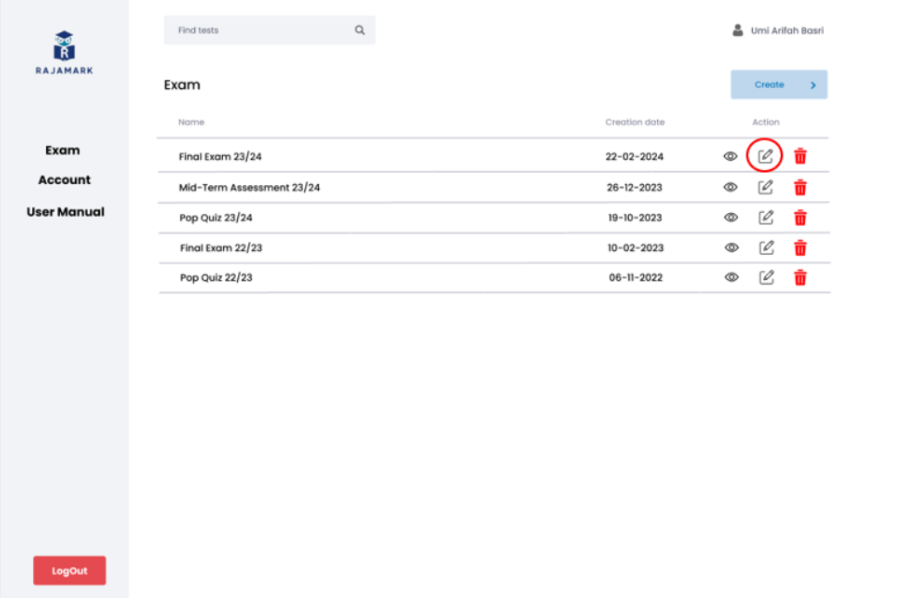 Find tests
Umi Arifah Basri
R
RAJAMARK
Exam
Create
Name Creation date Action
Final Exam 23/24 22-02-2024
Mid-Term Assessment 23/24 26-12-2023
Pop Quiz 23/24 19-10-2023
Final Exam 22/23 10-02-2023
Pop Quiz 22/23 06-11-2022
Exam
Account
User Manual
LogOut